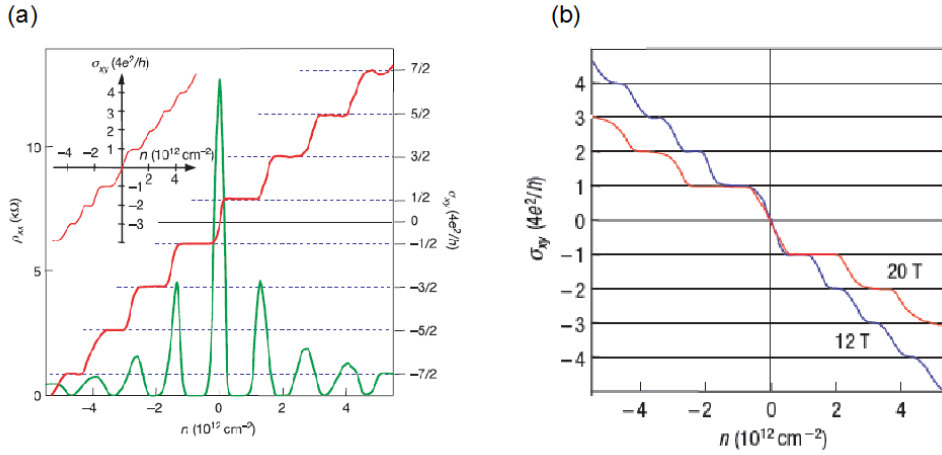 (a)
σxy (4e²/h)
4
3
2
1
−4 −2
n (10¹² cm⁻²)
2 4
−1
−2
−3
10
5
0
ρxx (kΩ)
7/2
5/2
3/2
1/2
0
−1/2
−3/2
−5/2
−7/2
σxy (4e²/h)
−4 −2 0 2 4
n (10¹² cm⁻²)
(b)
4
3
2
1
0
−1
−2
−3
−4
σxy (4e²/h)
20 T
12 T
−4 −2 0 2 4
n (10¹² cm⁻²)